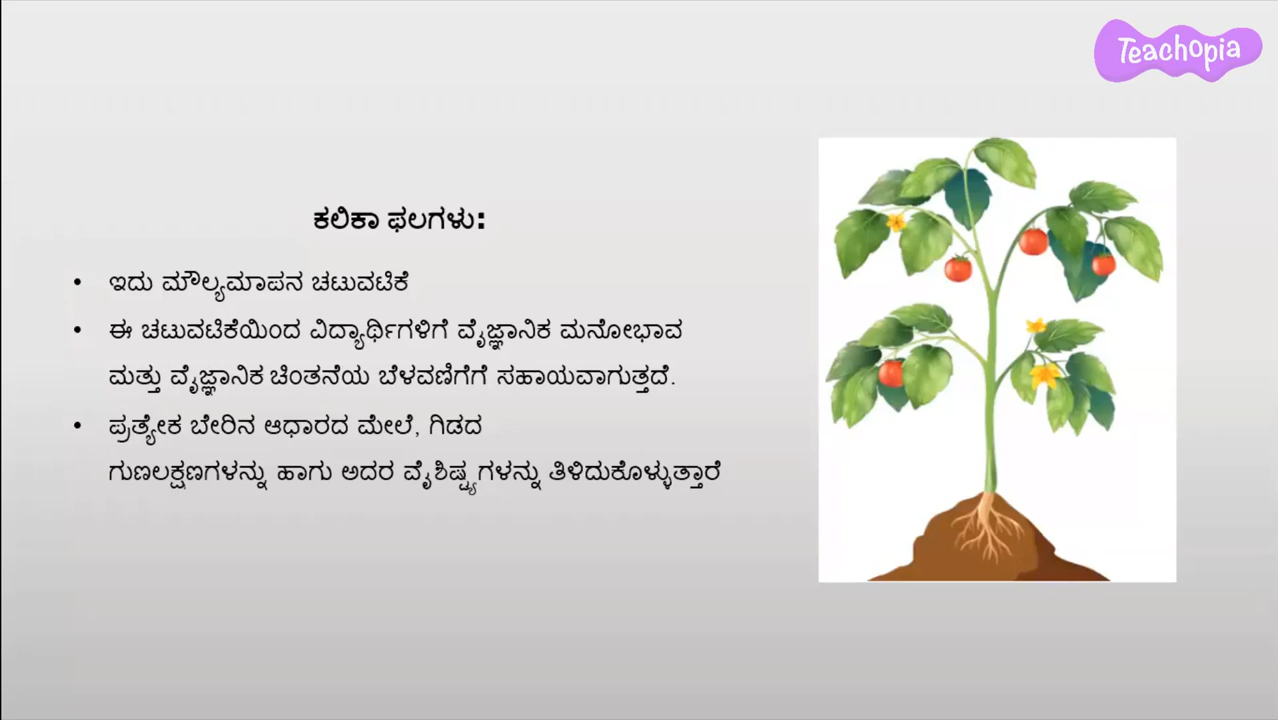 Teachopia
ಕಲಿಕಾ ಫಲಗಳು:
• ಇದು ಮೌಲ್ಯಮಾಪನ ಚಟುವಟಿಕೆ
• ಈ ಚಟುವಟಿಕೆಯಿಂದ ವಿದ್ಯಾರ್ಥಿಗಳಿಗೆ ವೈಜ್ಞಾನಿಕ ಮನೋಭಾವ
ಮತ್ತು ವೈಜ್ಞಾನಿಕ ಚಿಂತನೆಯ ಬೆಳವಣಿಗೆಗೆ ಸಹಾಯವಾಗುತ್ತದೆ.
• ಪ್ರತ್ಯೇಕ ಬೇರಿನ ಆಧಾರದ ಮೇಲೆ, ಗಿಡದ
ಗುಣಲಕ್ಷಣಗಳನ್ನು ಹಾಗು ಅದರ ವೈಶಿಷ್ಟ್ಯಗಳನ್ನು ತಿಳಿದುಕೊಳ್ಳುತ್ತಾರೆ